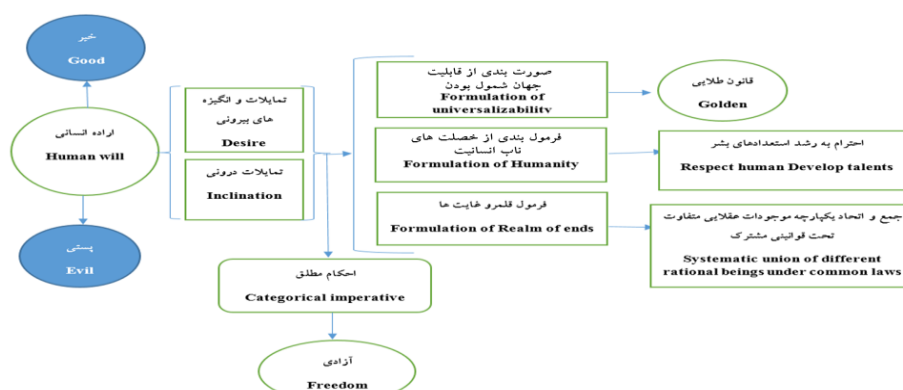 خیر
Good
اراده انسانی
Human will
پستی
Evil
تمایلات و انگیزه
های بیرونی
Desire
تمایلات درونی
Inclination
صورت بندی از قابلیت
جهان شمول بودن
Formulation of
universalizability
فرمول بندی از خصلت های
ناب انسانیت
Formulation of Humanity
فرمول قلمرو غایت ها
Formulation of Realm of ends
قانون طلایی
Golden
احترام به رشد استعدادهای بشر
Respect human Develop talents
جمع و اتحاد یکپارچه موجودات عقلایی متفاوت
تحت قوانینی مشترک
Systematic union of different
rational beings under common laws
احکام مطلق
Categorical imperative
آزادی
Freedom